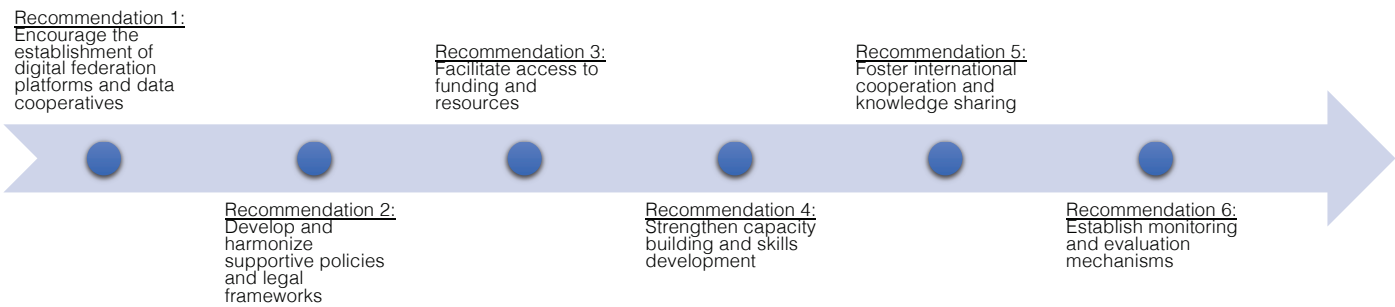 Recommendation 1:
Encourage the
establishment of
digital federation
platforms and data
cooperatives
Recommendation 2:
Develop and
harmonize
supportive policies
and legal
frameworks
Recommendation 3:
Facilitate access to
funding and
resources
Recommendation 4:
Strengthen capacity
building and skills
development
Recommendation 5:
Foster international
cooperation and
knowledge sharing
Recommendation 6:
Establish monitoring
and evaluation
mechanisms